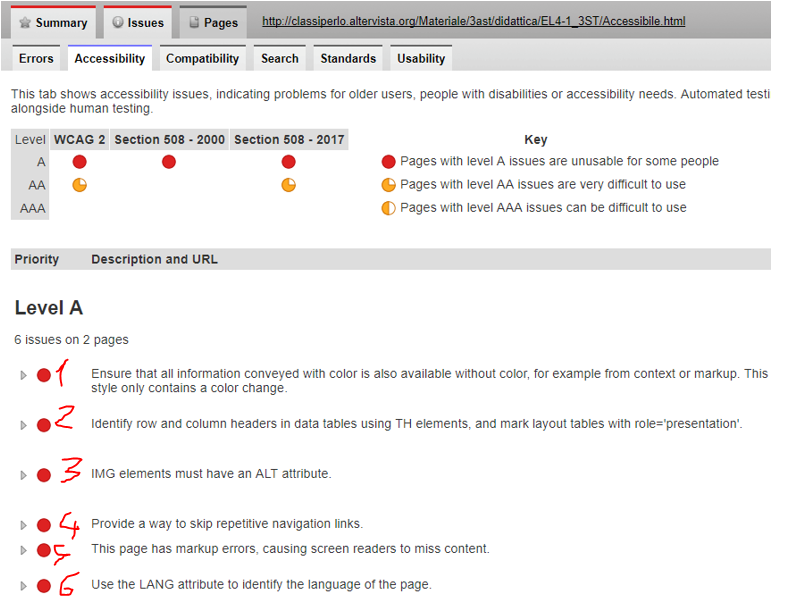 Summary Issues Pages http://classiperlo.altervista.org/Materiale/3ast/didattica/EL4-1_3ST/Accessibile.html
Errors Accessibility Compatibility Search Standards Usability
This tab shows accessibility issues, indicating problems for older users, people with disabilities or accessibility needs. Automated testi
alongside human testing.
Level WCAG 2 Section 508 - 2000 Section 508 - 2017 Key
A Pages with level A issues are unusable for some people
AA Pages with level AA issues are very difficult to use
AAA Pages with level AAA issues can be difficult to use
Priority Description and URL
Level A
6 issues on 2 pages
1 Ensure that all information conveyed with color is also available without color, for example from context or markup. This
style only contains a color change.
2 Identify row and column headers in data tables using TH elements, and mark layout tables with role='presentation'.
3 IMG elements must have an ALT attribute.
4 Provide a way to skip repetitive navigation links.
5 This page has markup errors, causing screen readers to miss content.
6 Use the LANG attribute to identify the language of the page.